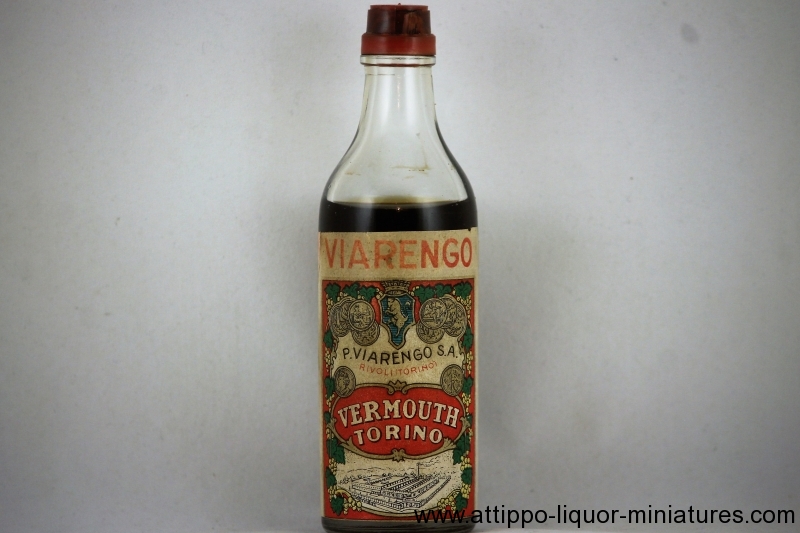 VIARENGO
P. VIARENGO S.A.
RIVOLI (TORINO)
VERMOUTH
TORINO
www.attippo-liquor-miniatures.com